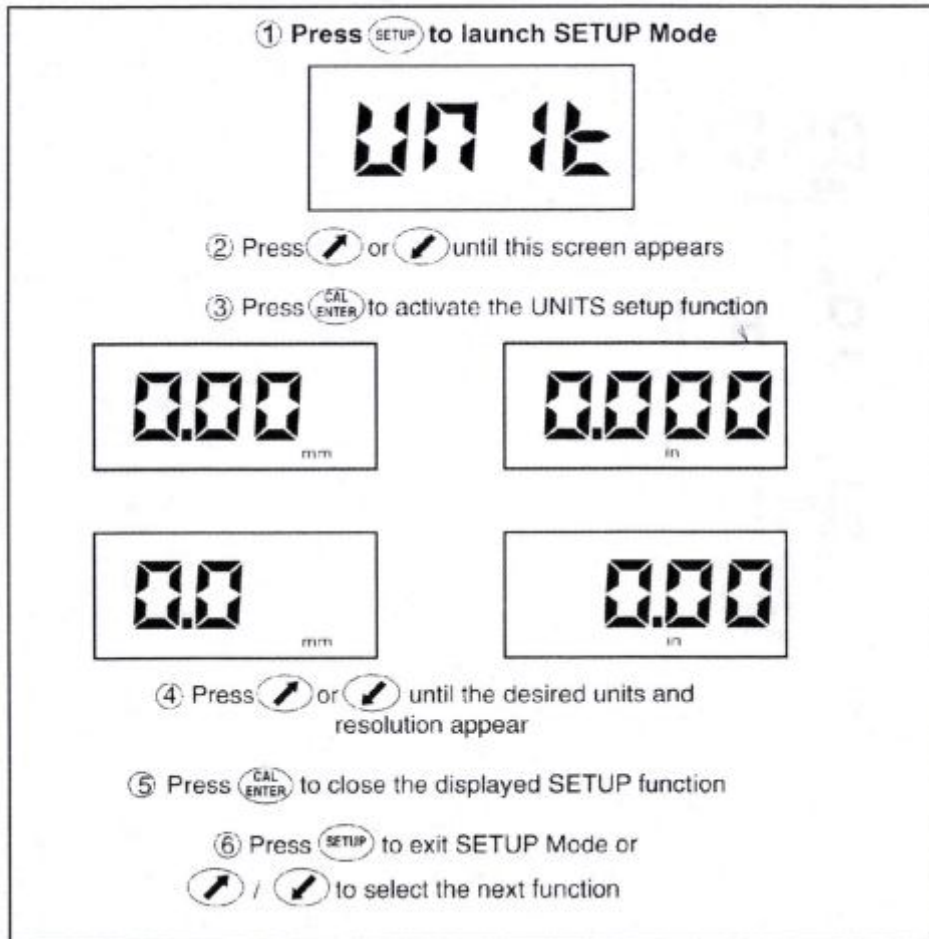 ① Press SETUP to launch SETUP Mode
UNIt
② Press or until this screen appears
③ Press CAL ENTER to activate the UNITS setup function
0.00 mm
0.000 in
0.0 mm
0.00 in
④ Press or until the desired units and
resolution appear
⑤ Press CAL ENTER to close the displayed SETUP function
⑥ Press SETUP to exit SETUP Mode or
/ to select the next function